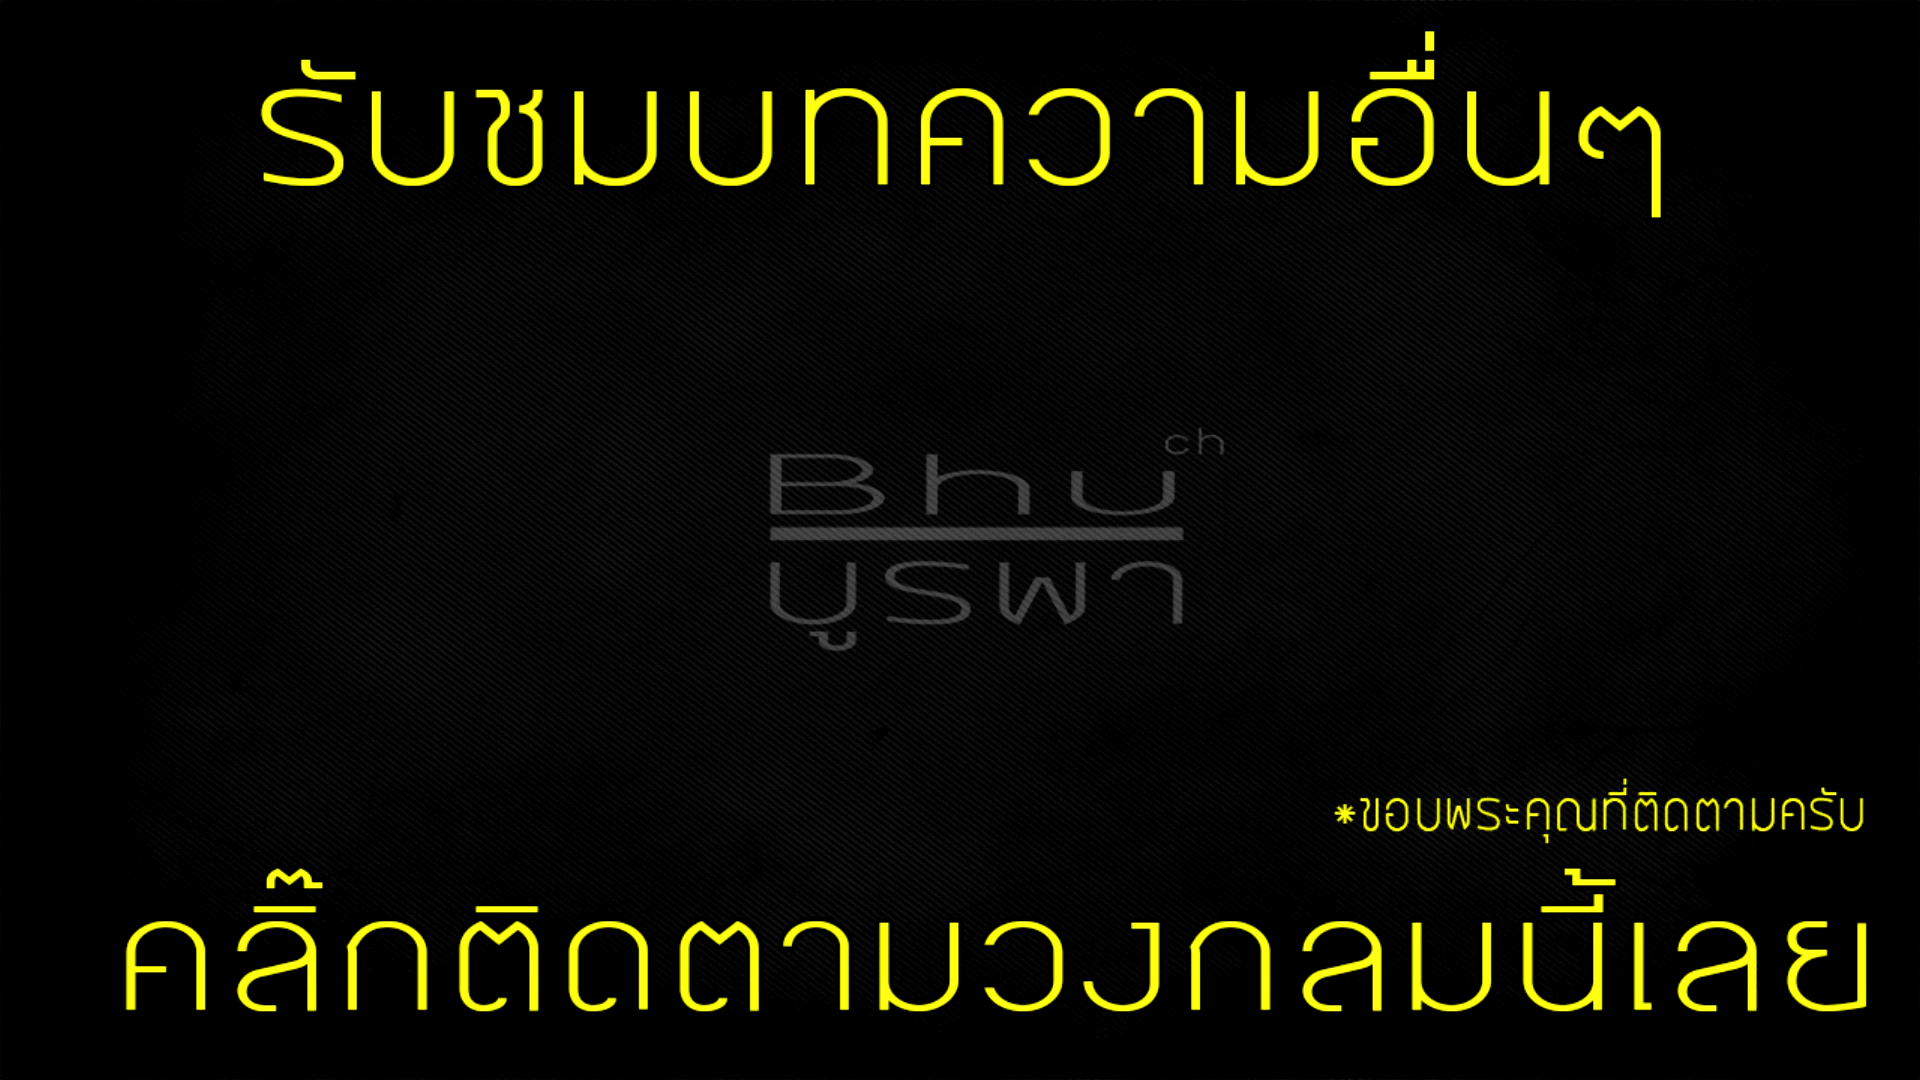 รับชมบทความอื่นๆ
Bhu ch
บูรพา
*ขอบพระคุณที่ติดตามครับ
คลิ๊กติดตามวงกลมนี้เลย